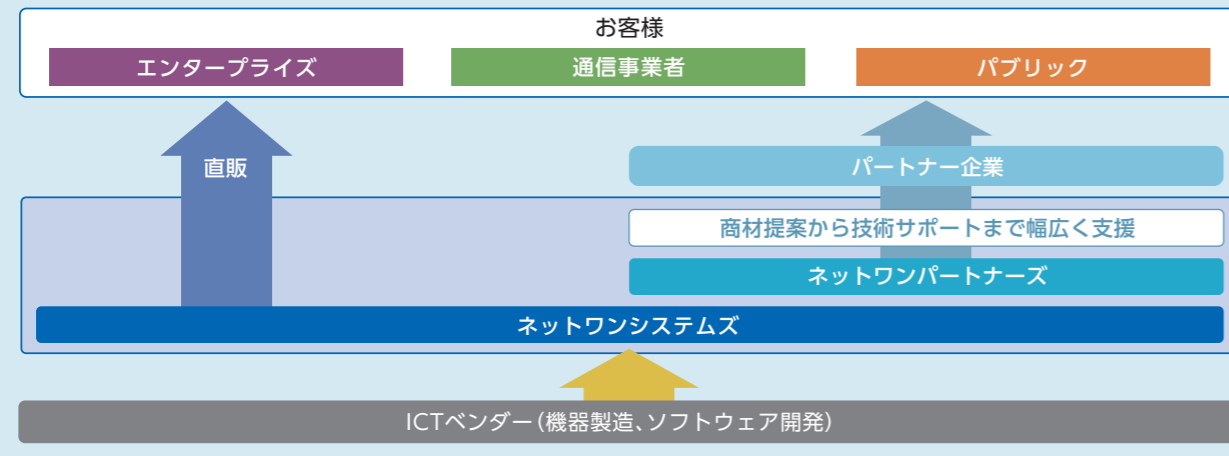 お客様
エンタープライズ
通信事業者
パブリック
直販
パートナー企業
商材提案から技術サポートまで幅広く支援
ネットワンパートナーズ
ネットワンシステムズ
ICTベンダー（機器製造、ソフトウェア開発）